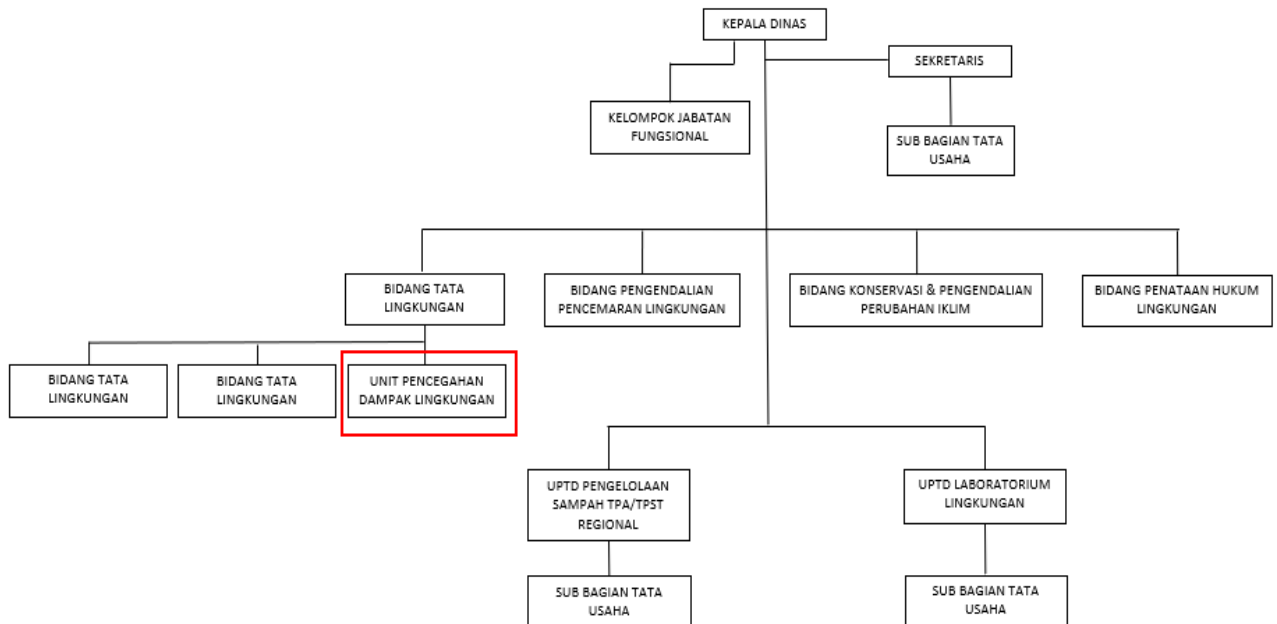 KEPALA DINAS
SEKRETARIS
KELOMPOK JABATAN
FUNGSIONAL
SUB BAGIAN TATA
USAHA
BIDANG TATA
LINGKUNGAN
BIDANG PENGENDALIAN
PENCEMARAN LINGKUNGAN
BIDANG KONSERVASI & PENGENDALIAN
PERUBAHAN IKLIM
BIDANG PENATAAN HUKUM
LINGKUNGAN
BIDANG TATA
LINGKUNGAN
BIDANG TATA
LINGKUNGAN
UNIT PENCEGAHAN
DAMPAK LINGKUNGAN
UPTD PENGELOLAAN
SAMPAH TPA/TPST
REGIONAL
UPTD LABORATORIUM
LINGKUNGAN
SUB BAGIAN TATA
USAHA
SUB BAGIAN TATA
USAHA